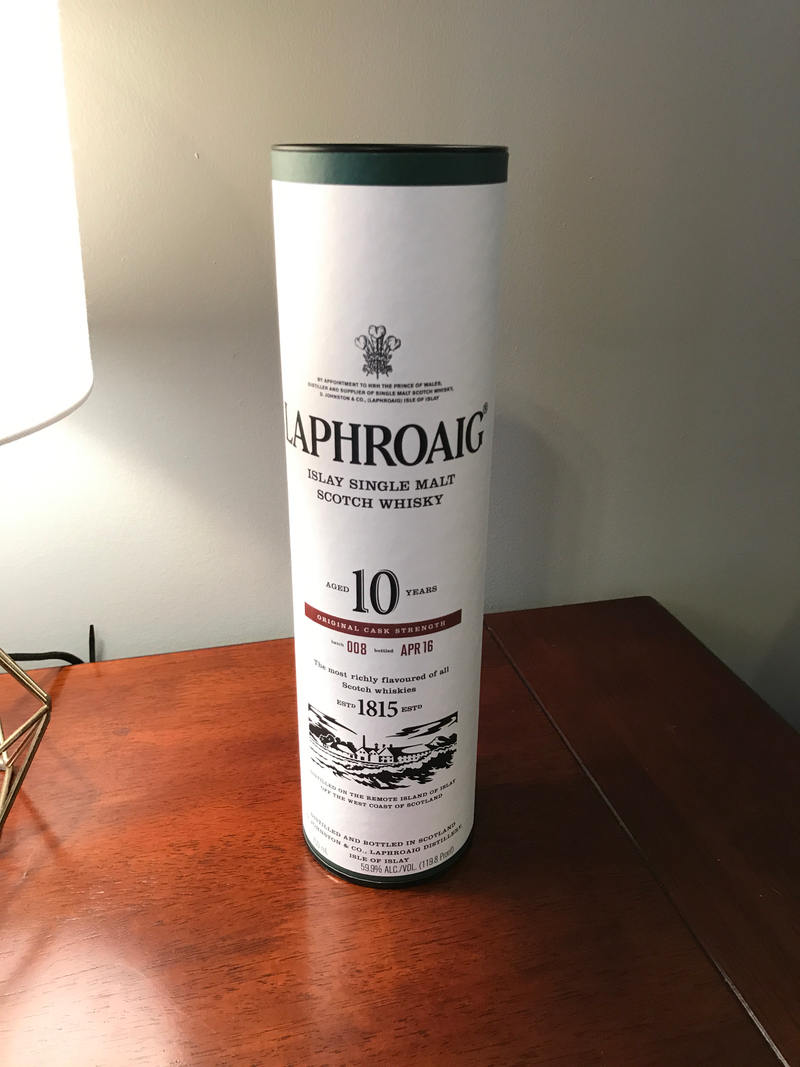 BY APPOINTMENT TO HRH THE PRINCE OF WALES,
DISTILLER AND SUPPLIER OF SINGLE MALT SCOTCH WHISKY,
D. JOHNSTON & CO., (LAPHROAIG) ISLE OF ISLAY
LAPHROAIG®
ISLAY SINGLE MALT
SCOTCH WHISKY
AGED 10 YEARS
ORIGINAL CASK STRENGTH
batch 008 bottled APR 16
The most richly flavoured of all
Scotch whiskies
ESTD 1815 ESTD
DISTILLED ON THE REMOTE ISLAND OF ISLAY
OFF THE WEST COAST OF SCOTLAND
DISTILLED AND BOTTLED IN SCOTLAND
JOHNSTON & CO., LAPHROAIG DISTILLERY,
ISLE OF ISLAY
59.9% ALC./VOL. (119.8 Proof)